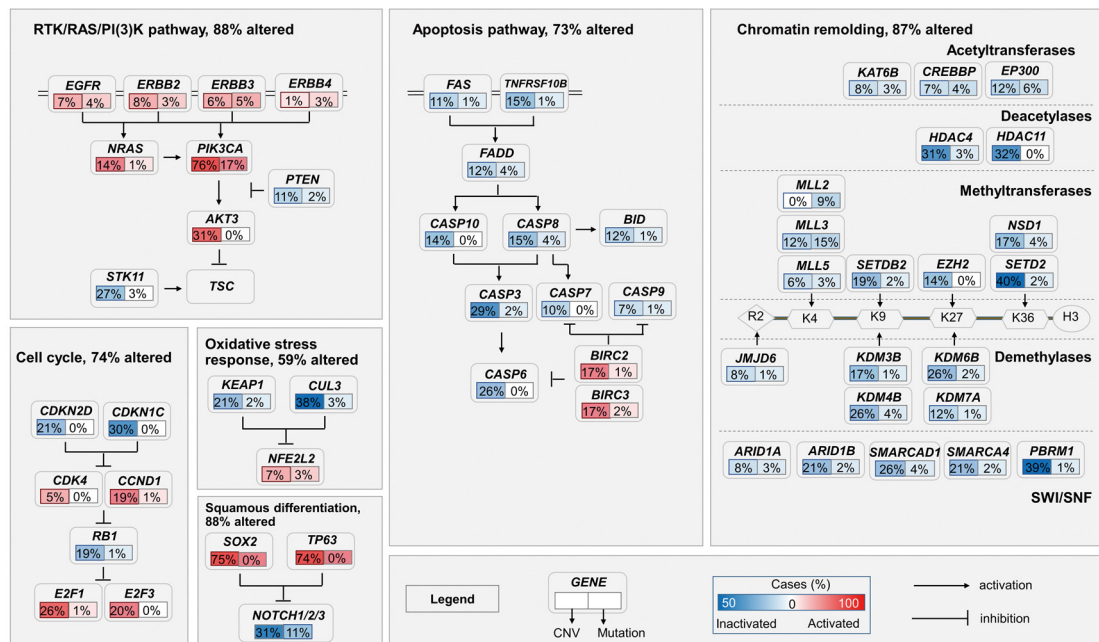 RTK/RAS/PI(3)K pathway, 88% altered
EGFR
7% 4%
ERBB2
8% 3%
ERBB3
6% 5%
ERBB4
1% 3%
NRAS
14% 1%
PIK3CA
76% 17%
PTEN
11% 2%
AKT3
31% 0%
STK11
27% 3%
TSC
Cell cycle, 74% altered
CDKN2D
21% 0%
CDKN1C
30% 0%
CDK4
5% 0%
CCND1
19% 1%
RB1
19% 1%
E2F1
26% 1%
E2F3
20% 0%
Oxidative stress
response, 59% altered
KEAP1
21% 2%
CUL3
38% 3%
NFE2L2
7% 3%
Squamous differentiation,
88% altered
SOX2
75% 0%
TP63
74% 0%
NOTCH1/2/3
31% 11%
Apoptosis pathway, 73% altered
FAS
11% 1%
TNFRSF10B
15% 1%
FADD
12% 4%
CASP10
14% 0%
CASP8
15% 4%
BID
12% 1%
CASP3
29% 2%
CASP7
10% 0%
CASP9
7% 1%
CASP6
26% 0%
BIRC2
17% 1%
BIRC3
17% 2%
Chromatin remolding, 87% altered
Acetyltransferases
KAT6B
8% 3%
CREBBP
7% 4%
EP300
12% 6%
Deacetylases
HDAC4
31% 3%
HDAC11
32% 0%
Methyltransferases
MLL2
0% 9%
MLL3
12% 15%
NSD1
17% 4%
MLL5
6% 3%
SETDB2
19% 2%
EZH2
14% 0%
SETD2
40% 2%
R2 K4 K9 K27 K36 H3
Demethylases
JMJD6
8% 1%
KDM3B
17% 1%
KDM6B
26% 2%
KDM4B
26% 4%
KDM7A
12% 1%
ARID1A
8% 3%
ARID1B
21% 2%
SMARCAD1
26% 4%
SMARCA4
21% 2%
PBRM1
39% 1%
SWI/SNF
Legend
GENE
CNV Mutation
Cases (%)
50 0 100
Inactivated Activated
activation
inhibition